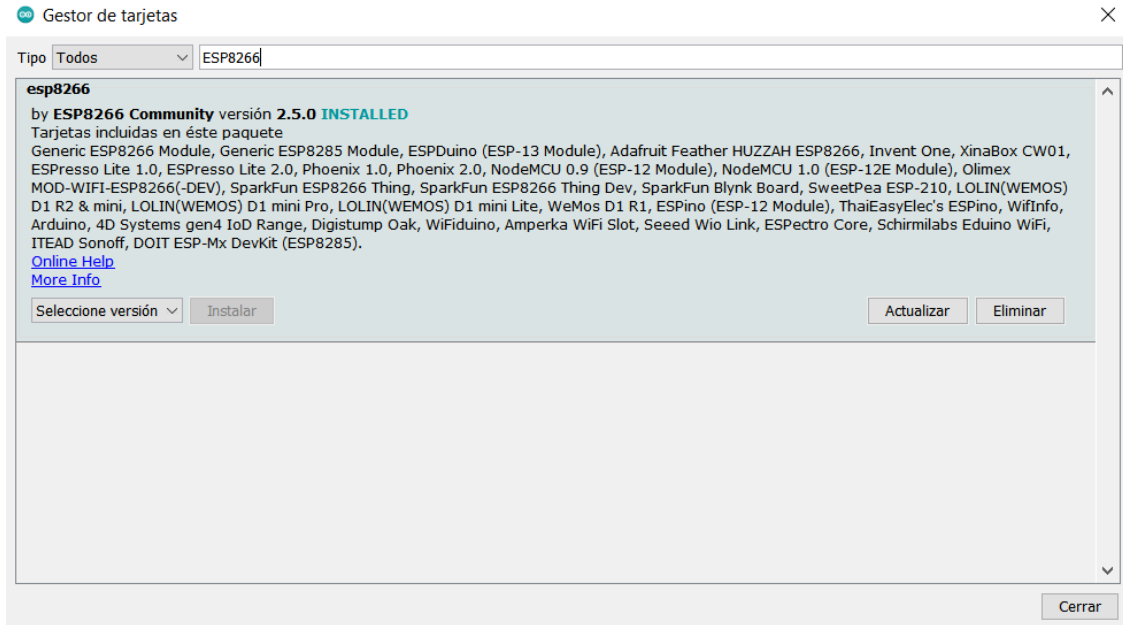 Gestor de tarjetas
Tipo Todos ESP8266
esp8266
by ESP8266 Community versión 2.5.0 INSTALLED
Tarjetas incluidas en éste paquete
Generic ESP8266 Module, Generic ESP8285 Module, ESPDuino (ESP-13 Module), Adafruit Feather HUZZAH ESP8266, Invent One, XinaBox CW01,
ESPresso Lite 1.0, ESPresso Lite 2.0, Phoenix 1.0, Phoenix 2.0, NodeMCU 0.9 (ESP-12 Module), NodeMCU 1.0 (ESP-12E Module), Olimex
MOD-WIFI-ESP8266(-DEV), SparkFun ESP8266 Thing, SparkFun ESP8266 Thing Dev, SparkFun Blynk Board, SweetPea ESP-210, LOLIN(WEMOS)
D1 R2 & mini, LOLIN(WEMOS) D1 mini Pro, LOLIN(WEMOS) D1 mini Lite, WeMos D1 R1, ESPino (ESP-12 Module), ThaiEasyElec's ESPino, WifInfo,
Arduino, 4D Systems gen4 IoD Range, Digistump Oak, WiFiduino, Amperka WiFi Slot, Seeed Wio Link, ESPectro Core, Schirmilabs Eduino WiFi,
ITEAD Sonoff, DOIT ESP-Mx DevKit (ESP8285).
Online Help
More Info
Seleccione versión Instalar Actualizar Eliminar
Cerrar